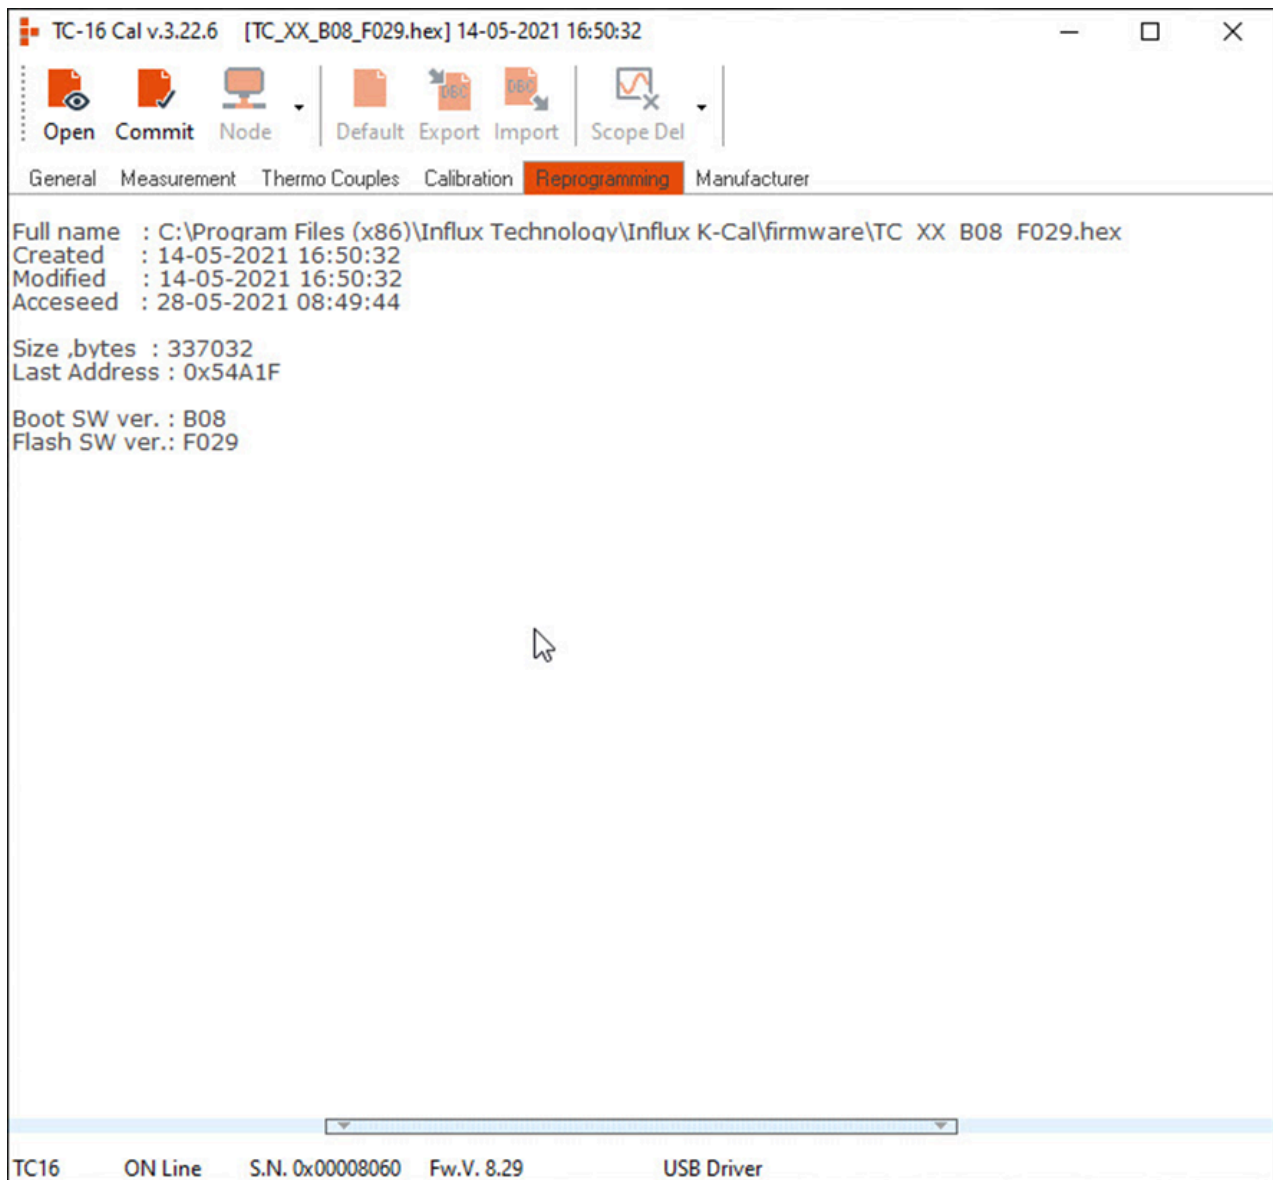 TC-16 Cal v.3.22.6 [TC_XX_B08_F029.hex] 14-05-2021 16:50:32
Open Commit Node Default Export Import Scope Del
General Measurement Thermo Couples Calibration Reprogramming Manufacturer
Full name : C:\Program Files (x86)\Influx Technology\Influx K-Cal\firmware\TC_XX_B08_F029.hex
Created : 14-05-2021 16:50:32
Modified : 14-05-2021 16:50:32
Acceseed : 28-05-2021 08:49:44
Size ,bytes : 337032
Last Address : 0x54A1F
Boot SW ver. : B08
Flash SW ver.: F029
TC16 ON Line S.N. 0x00008060 Fw.V. 8.29 USB Driver